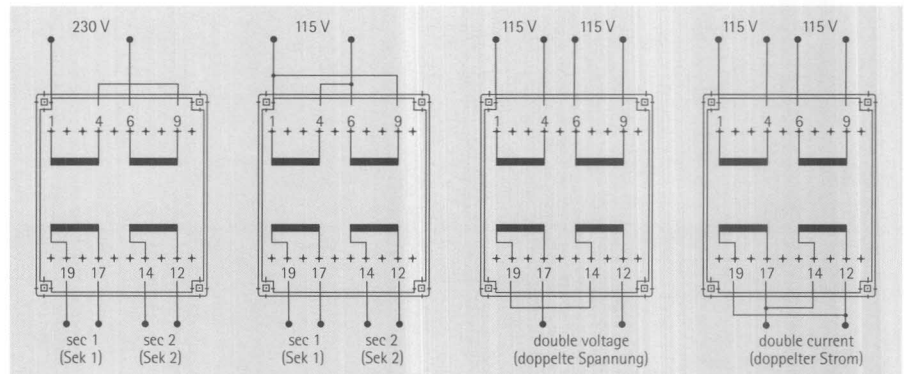 230 V 115 V 115 V 115 V 115 V 115 V
1 4 6 9 1 4 6 9 1 4 6 9 1 4 6 9
19 17 14 12 19 17 14 12 19 17 14 12 19 17 14 12
sec 1 sec 2 sec 1 sec 2 double voltage double current
(Sek 1) (Sek 2) (Sek 1) (Sek 2) (doppelte Spannung) (doppelter Strom)